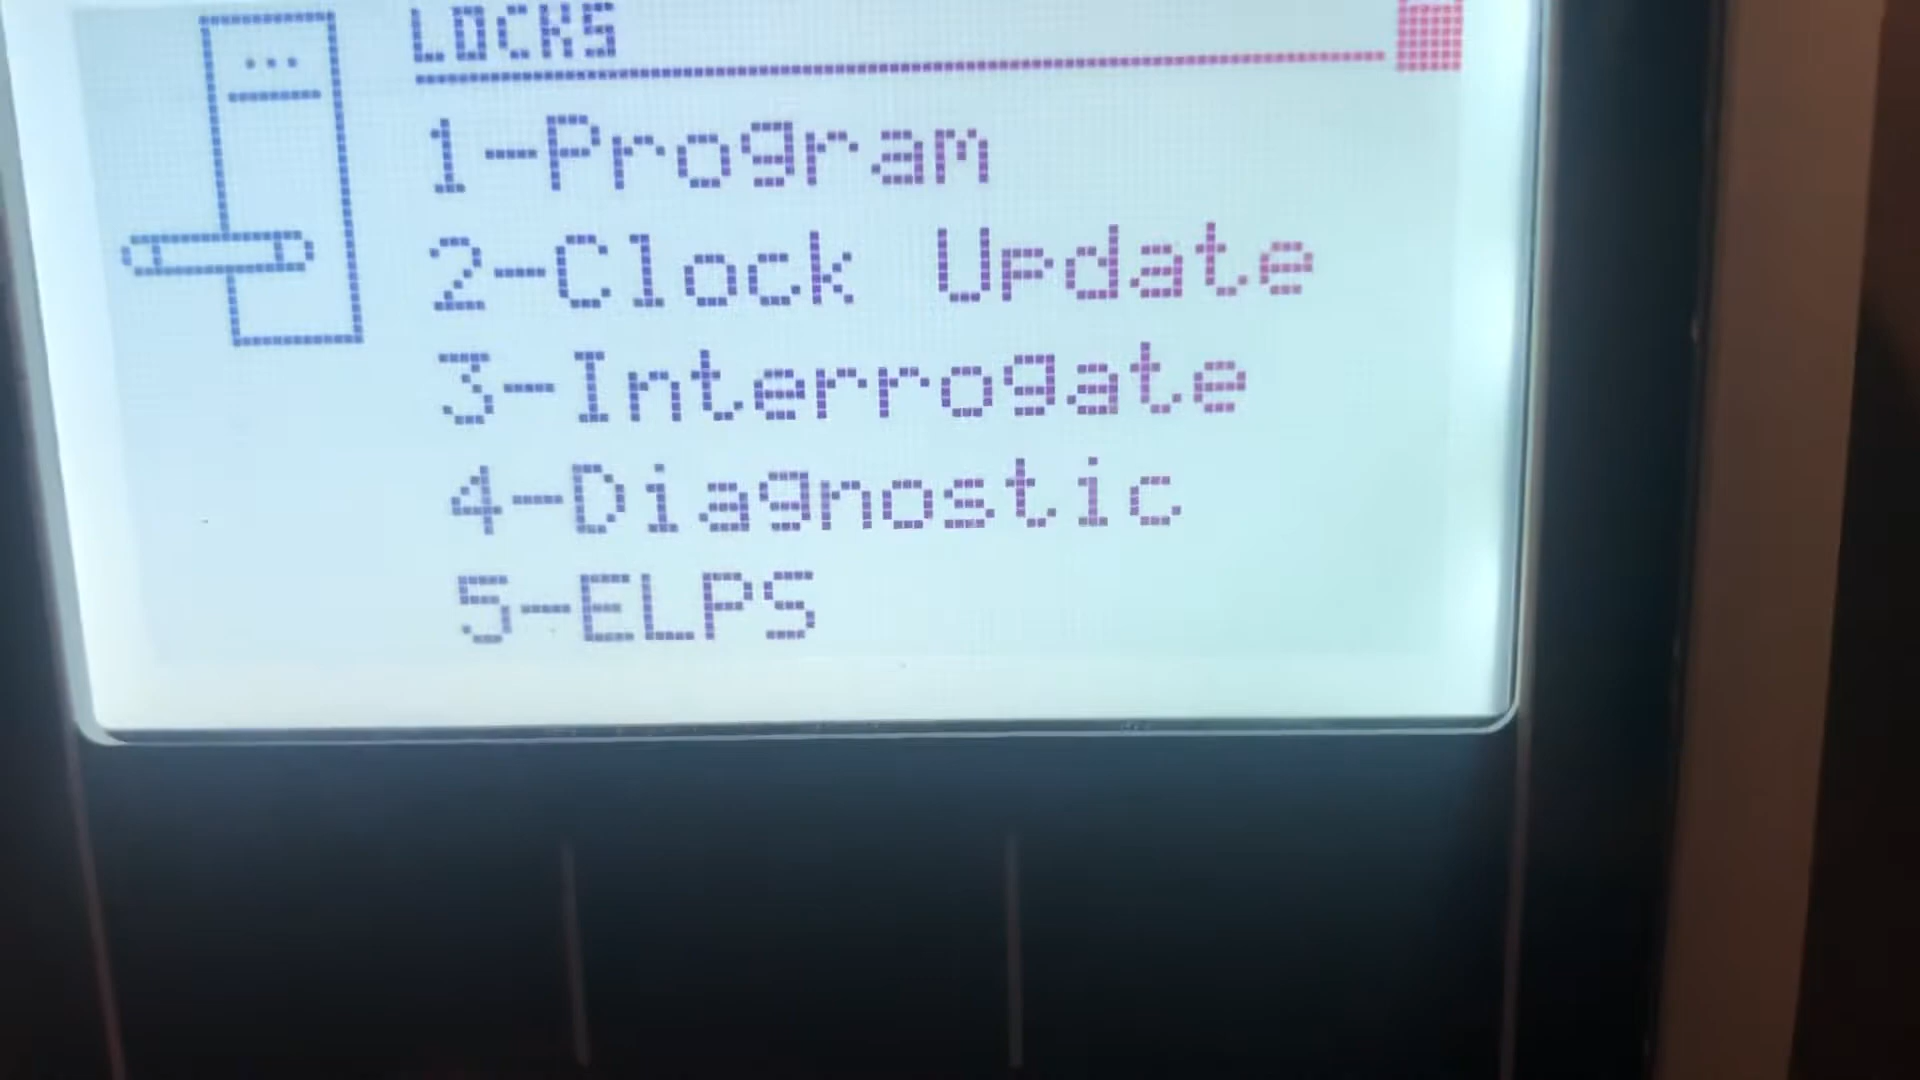 LOCKS
1-Program
2-Clock Update
3-Interrogate
4-Diagnostic
5-ELPS